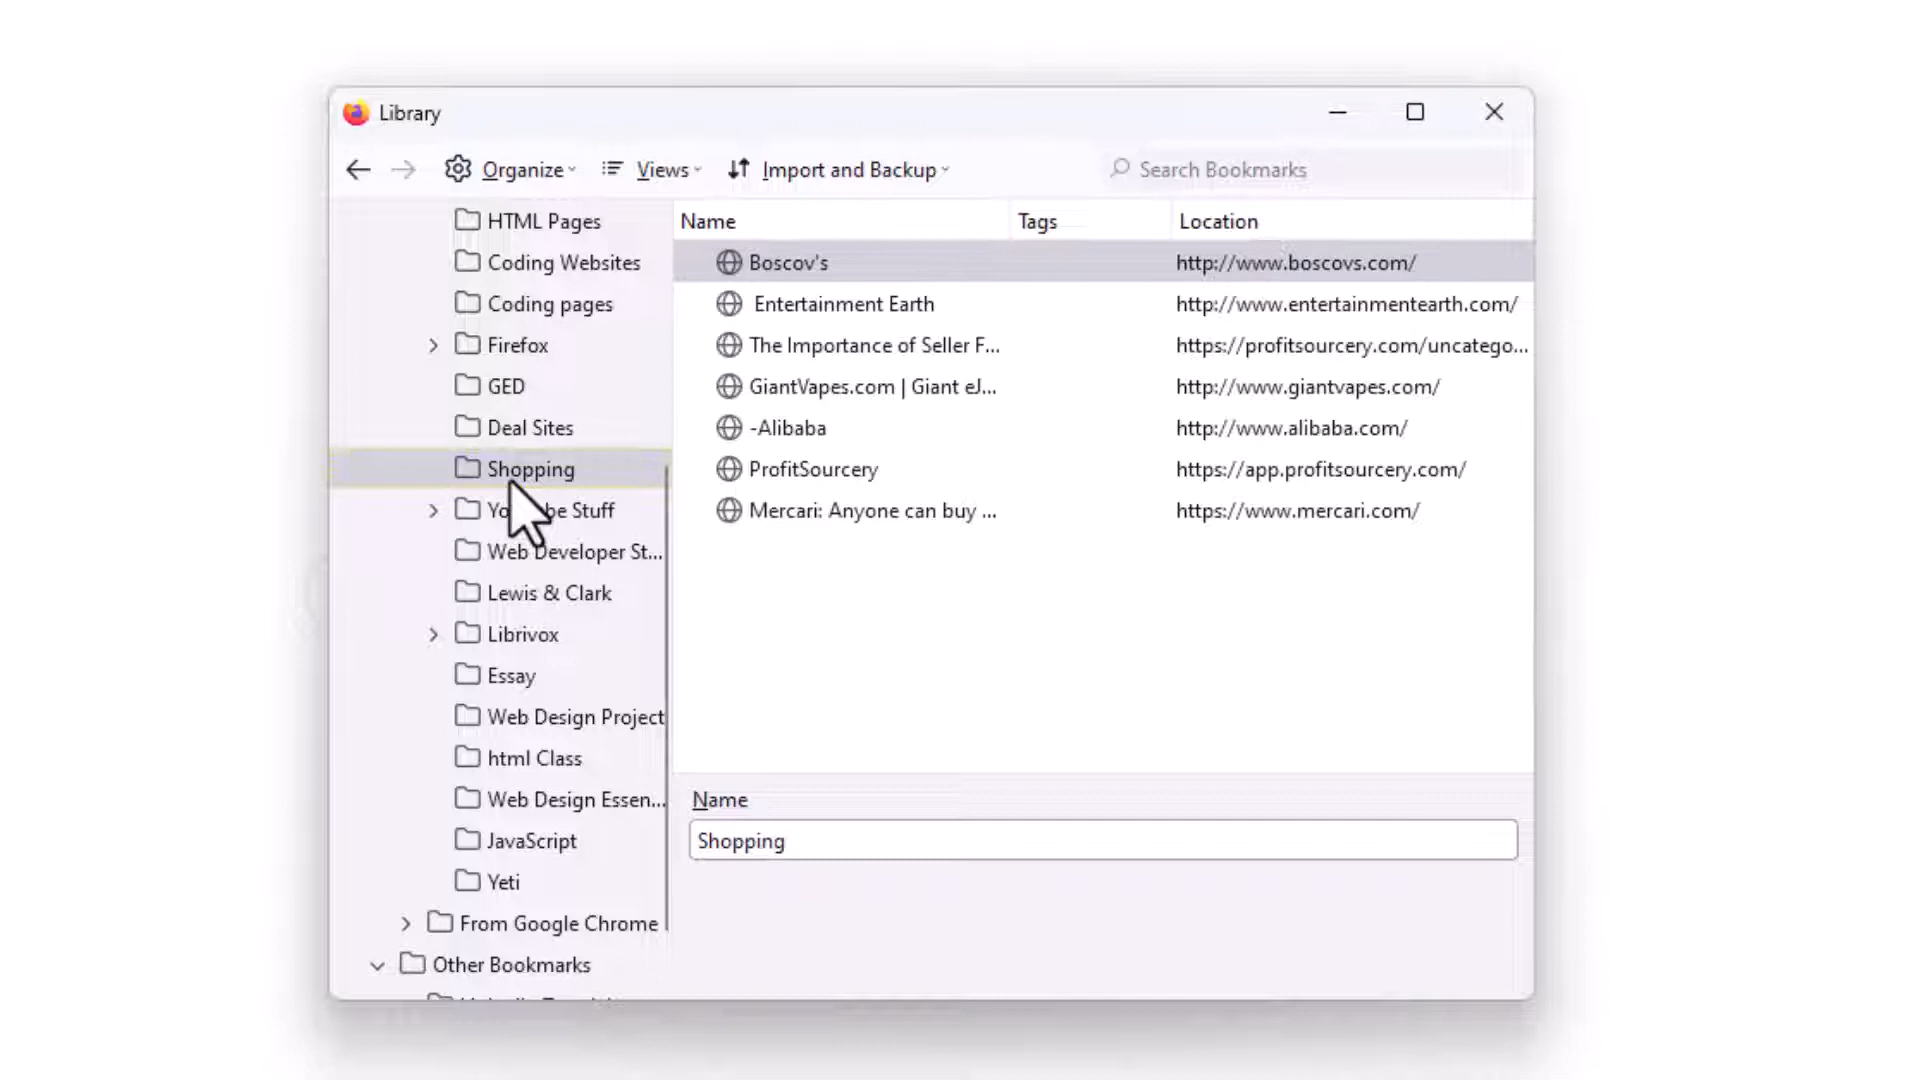 Library
Organize Views Import and Backup Search Bookmarks
HTML Pages
Coding Websites
Coding pages
Firefox
GED
Deal Sites
Shopping
be Stuff
Web Developer St...
Lewis & Clark
Librivox
Essay
Web Design Project
html Class
Web Design Essen...
JavaScript
Yeti
From Google Chrome
Other Bookmarks
Name Tags Location
Boscov's http://www.boscovs.com/
Entertainment Earth http://www.entertainmentearth.com/
The Importance of Seller F... https://profitsourcery.com/uncatego...
GiantVapes.com | Giant eJ... http://www.giantvapes.com/
-Alibaba http://www.alibaba.com/
ProfitSourcery https://app.profitsourcery.com/
Mercari: Anyone can buy ... https://www.mercari.com/
Name
Shopping